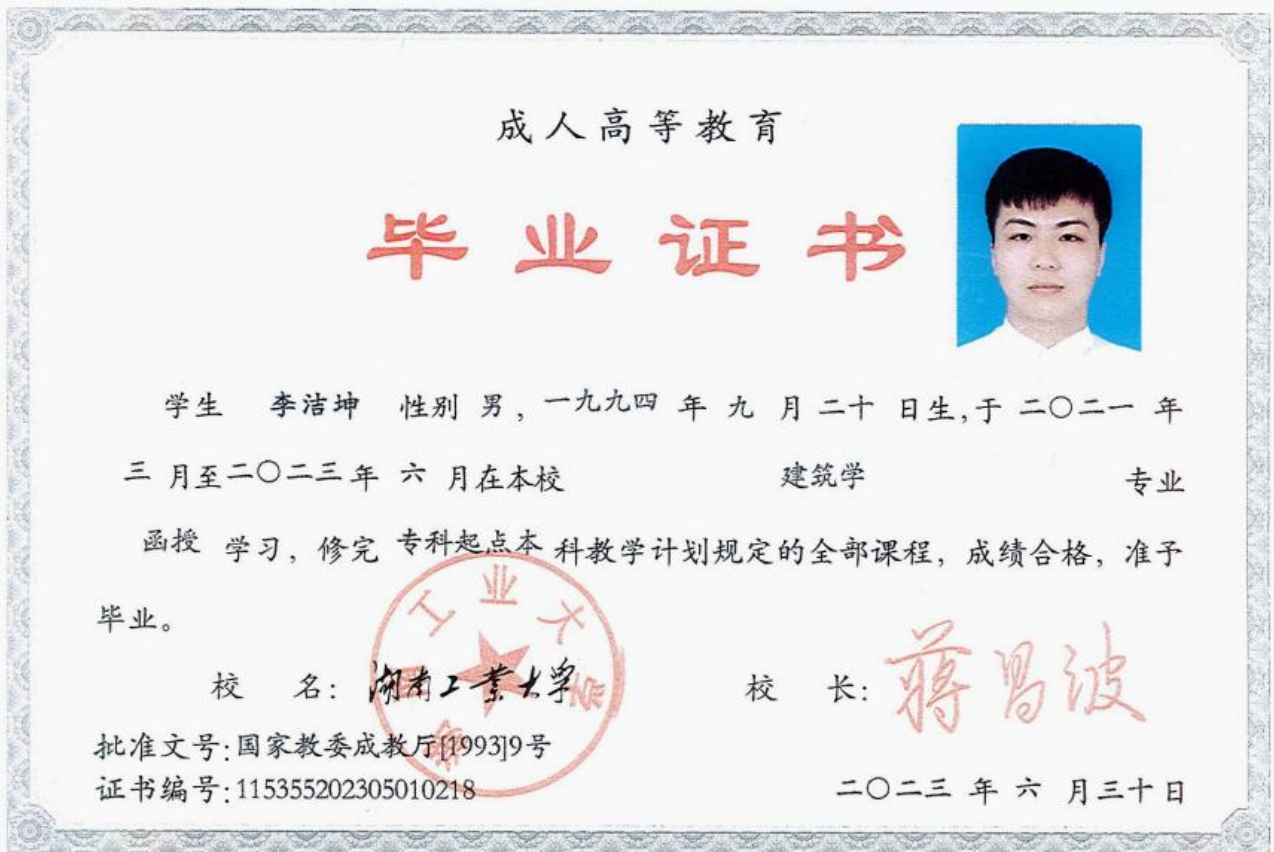 成人高等教育
毕业证书
学生 李洁坤 性别 男，一九九四 年 九 月 二十 日生，于 二〇二一 年
三 月至二〇二三年 六 月在本校 建筑学 专业
函授 学习，修完 专科起点本 科教学计划规定的全部课程，成绩合格，准予
毕业。
校 名：湖南工業大学 校 长：蒋昌波
批准文号:国家教委成教厅[1993]9号
证书编号:115355202305010218
二〇二三 年 六 月三十日
湖南工业大学